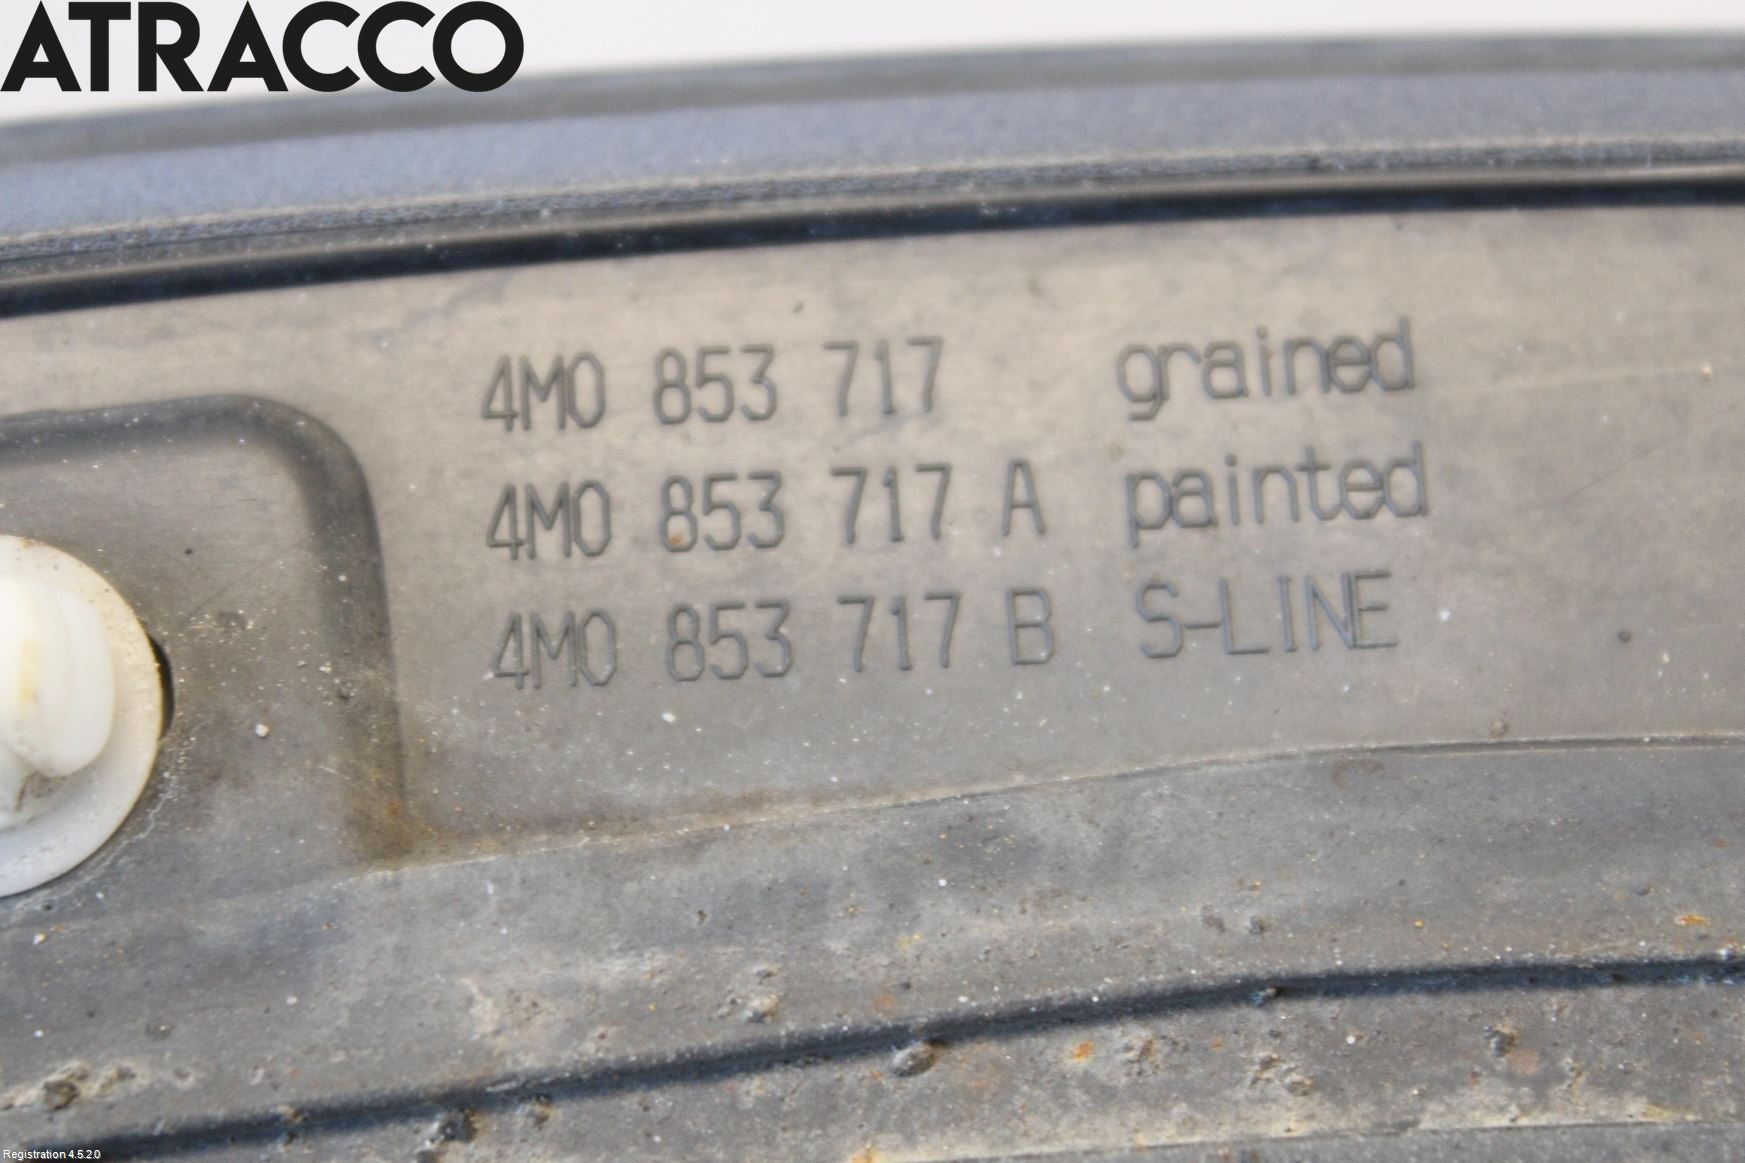 ATRACCO
4M0 853 717 grained
4M0 853 717 A painted
4M0 853 717 B S-LINE
Registration 4.5.2.0